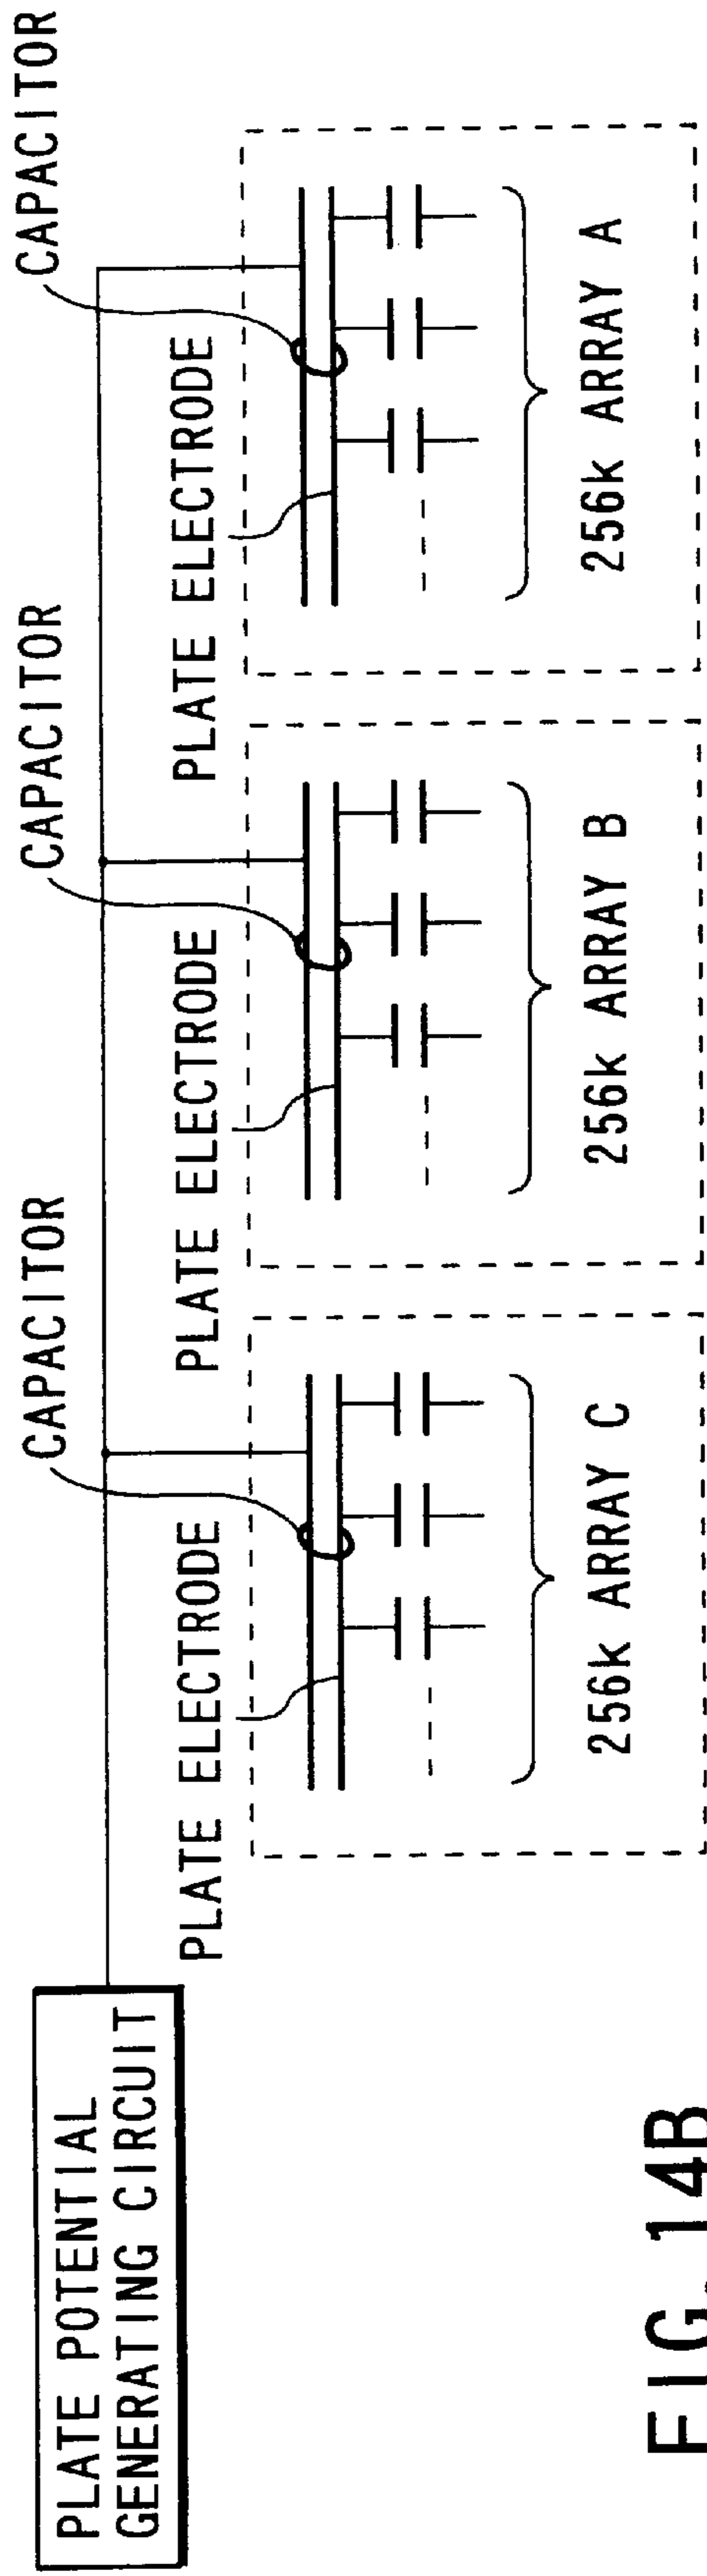 PLATE POTENTIAL
GENERATING CIRCUIT
CAPACITOR
CAPACITOR
CAPACITOR
PLATE ELECTRODE
PLATE ELECTRODE
PLATE ELECTRODE
256k ARRAY C
256k ARRAY B
256k ARRAY A
FIG. 14B